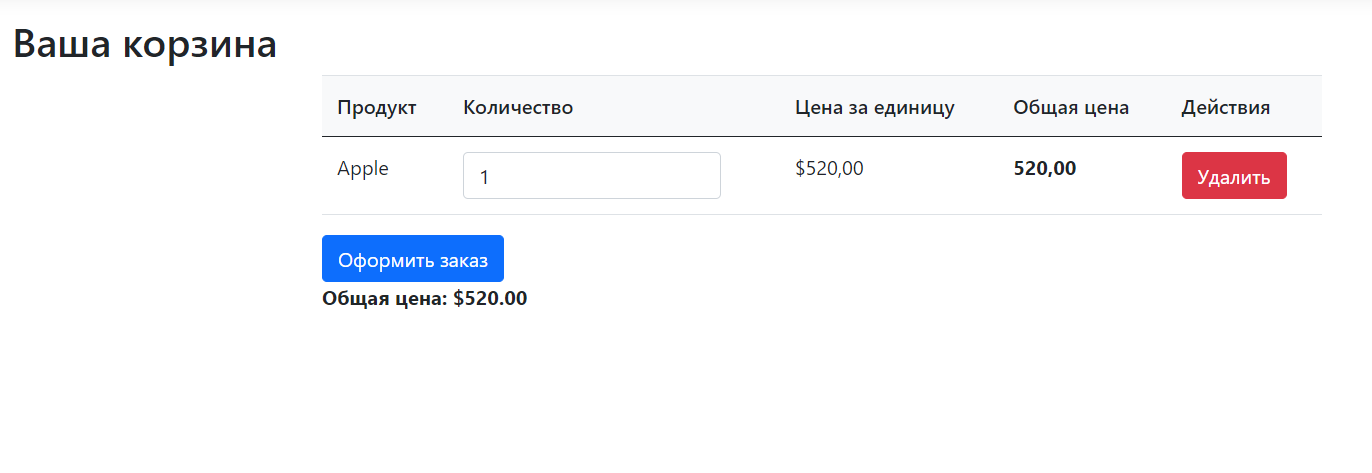 Ваша корзина
Продукт Количество Цена за единицу Общая цена Действия
Apple 1 $520,00 520,00 Удалить
Оформить заказ
Общая цена: $520.00